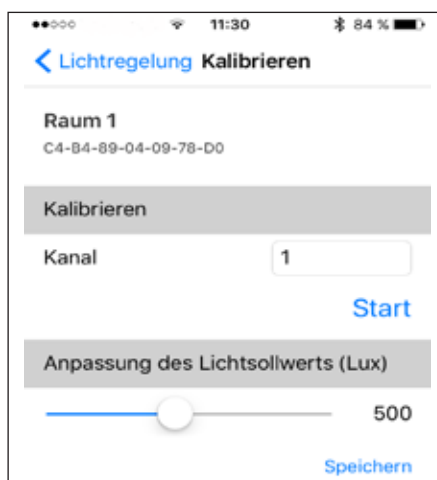 11:30 84 %
Lichtregelung Kalibrieren
Raum 1
C4-B4-89-04-09-78-D0
Kalibrieren
Kanal 1
Start
Anpassung des Lichtsollwerts (Lux)
500
Speichern